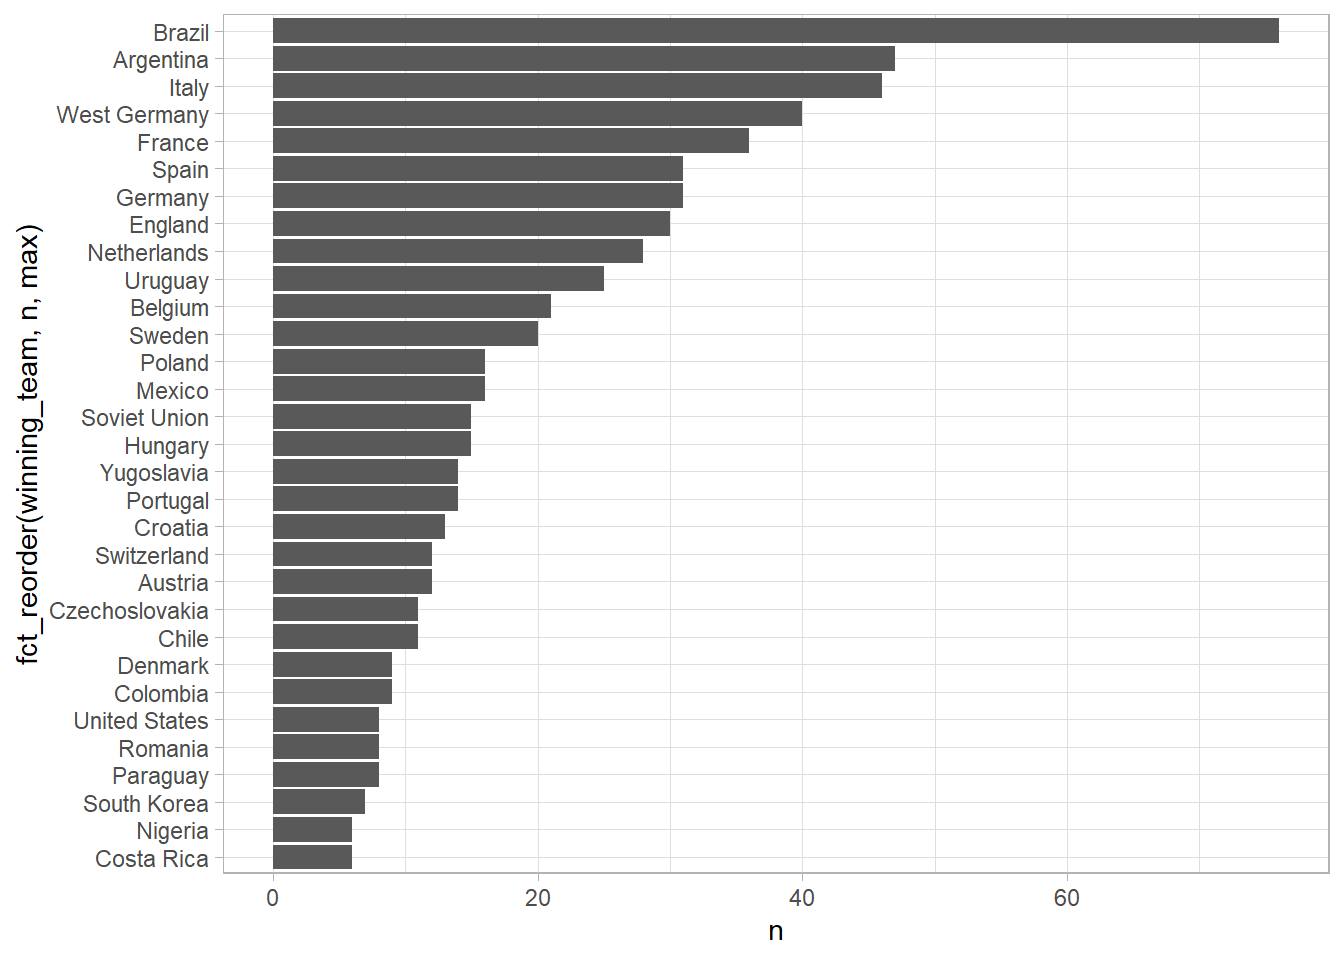 Brazil
Argentina
Italy
West Germany
France
Spain
Germany
England
Netherlands
Uruguay
Belgium
Sweden
Poland
Mexico
Soviet Union
Hungary
Yugoslavia
Portugal
Croatia
Switzerland
Austria
Czechoslovakia
Chile
Denmark
Colombia
United States
Romania
Paraguay
South Korea
Nigeria
Costa Rica
fct_reorder(winning_team, n, max)
0 20 40 60
n